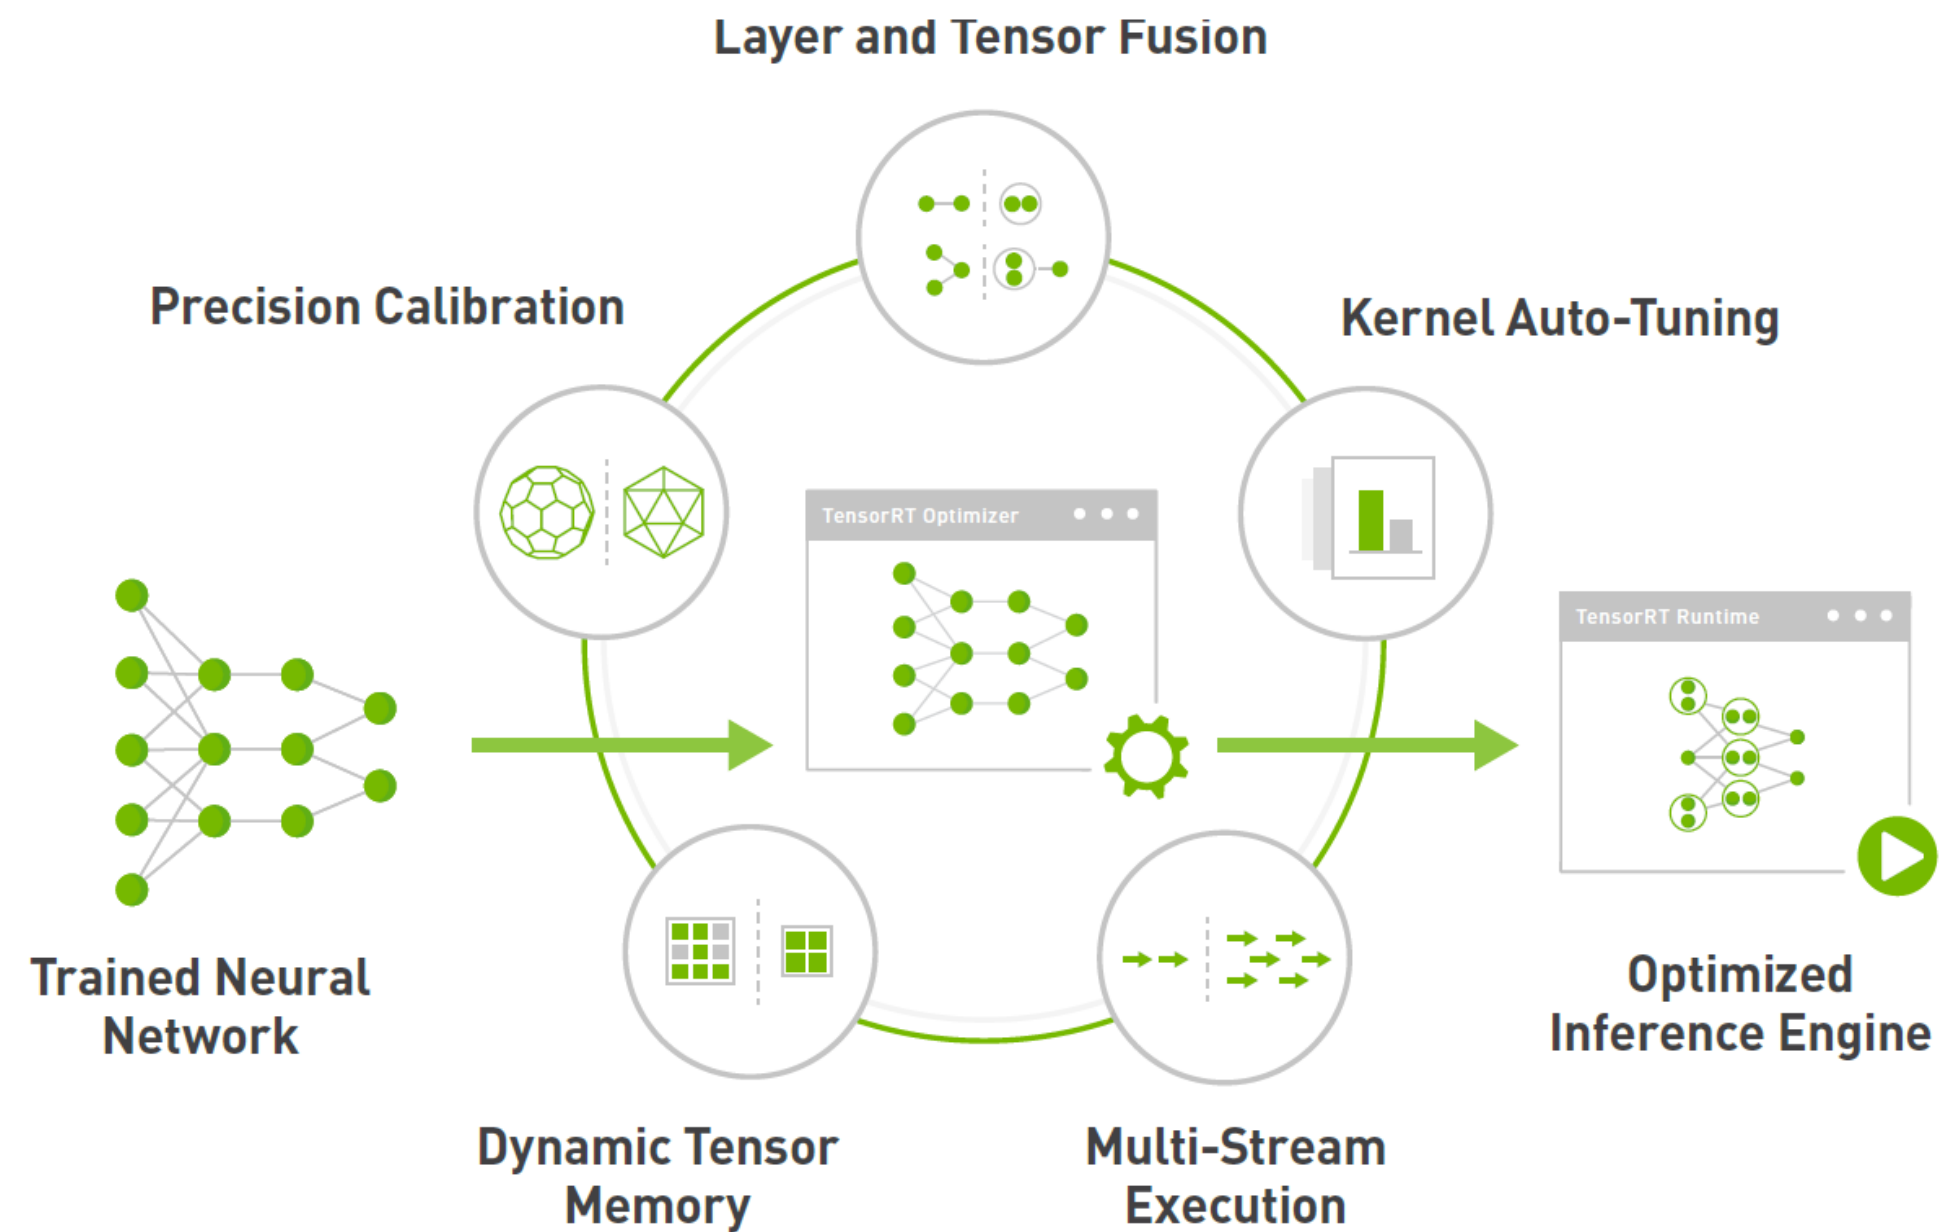 Layer and Tensor Fusion
Precision Calibration
Kernel Auto-Tuning
TensorRT Optimizer
TensorRT Runtime
Trained Neural
Network
Optimized
Inference Engine
Dynamic Tensor
Memory
Multi-Stream
Execution